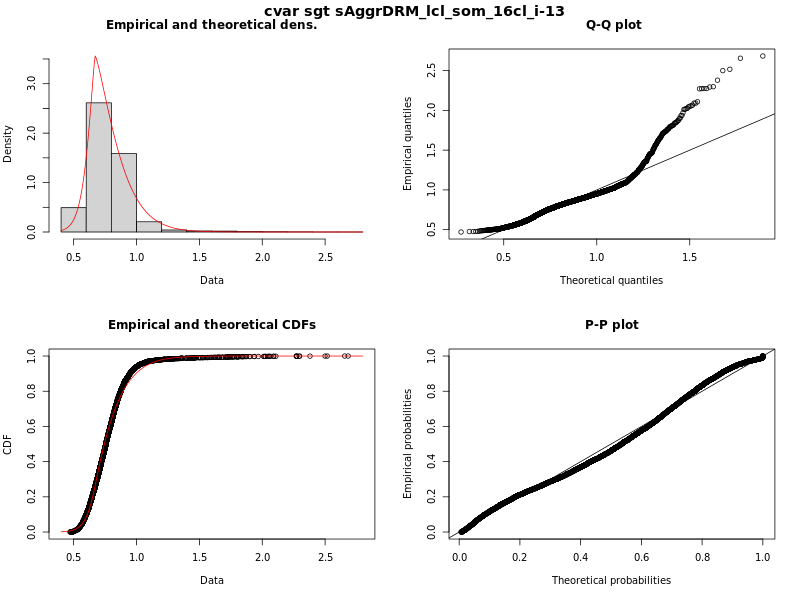 cvar sgt sAggrDRM_lcl_som_16cl_i-13
Empirical and theoretical dens.
Density
0.0 1.0 2.0 3.0
0.5 1.0 1.5 2.0 2.5
Data
Q-Q plot
Empirical quantiles
0.5 1.0 1.5 2.0 2.5
0.5 1.0 1.5
Theoretical quantiles
Empirical and theoretical CDFs
CDF
0.0 0.2 0.4 0.6 0.8 1.0
0.5 1.0 1.5 2.0 2.5
Data
P-P plot
Empirical probabilities
0.0 0.2 0.4 0.6 0.8 1.0
0.0 0.2 0.4 0.6 0.8 1.0
Theoretical probabilities